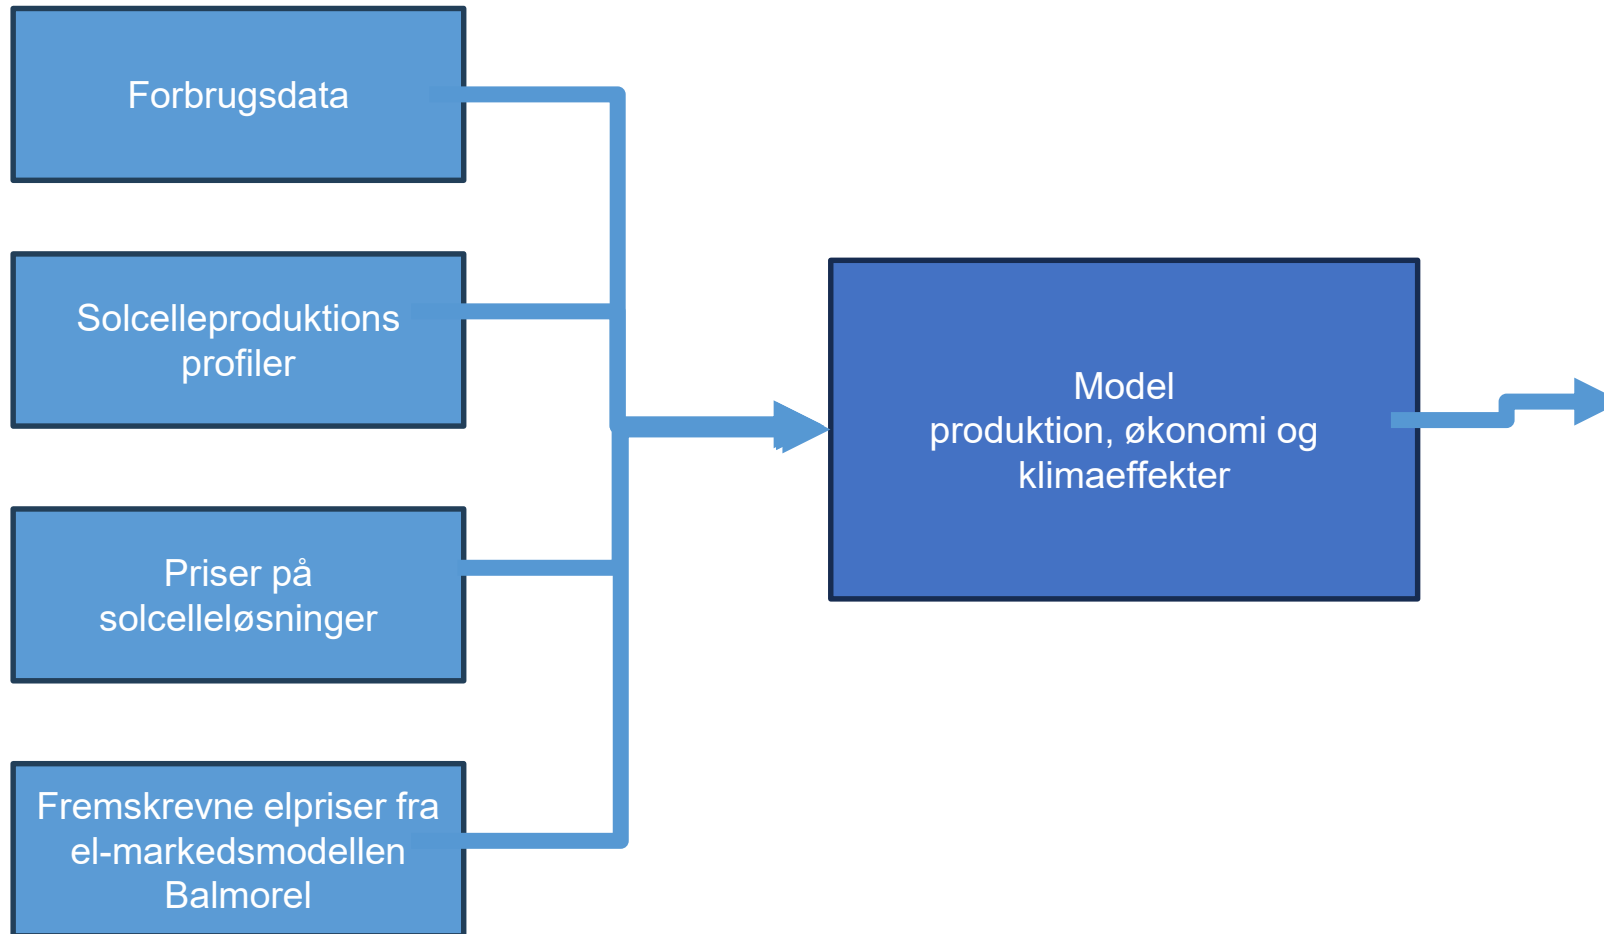 Forbrugsdata
Solcelleproduktions
profiler
Priser på
solcelleløsninger
Fremskrevne elpriser fra
el-markedsmodellen
Balmorel
Model
produktion, økonomi og
klimaeffekter